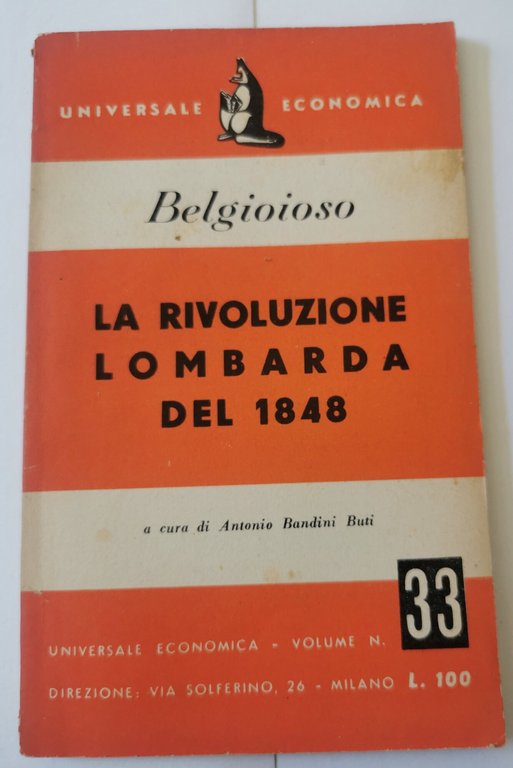 UNIVERSALE ECONOMICA
Belgioioso
LA RIVOLUZIONE
LOMBARDA
DEL 1848
a cura di Antonio Bandini Buti
UNIVERSALE ECONOMICA - VOLUME N. 33
DIREZIONE: VIA SOLFERINO, 26 - MILANO L. 100